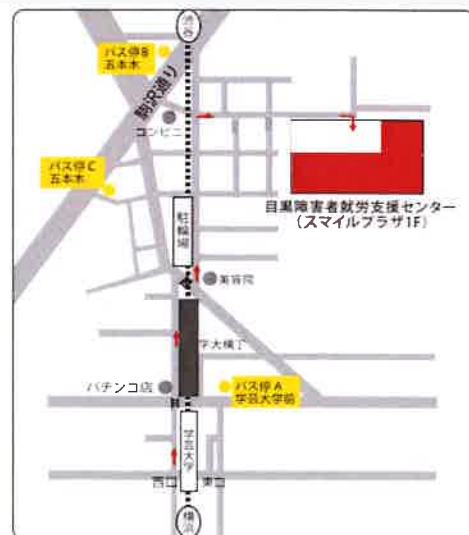 渋谷
バス停B
五本木
駒沢通り
コンビニ
バス停C
五本木
目黒障害者就労支援センター
(スマイルプラザ1F)
駐輪場
美容院
学大横丁
パチンコ店
バス停A
学芸大学前
学芸大学
西口
東口
横浜